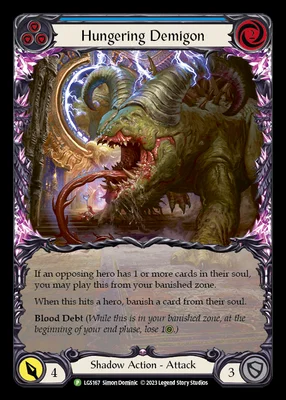 Hungering Demigon
If an opposing hero has 1 or more cards in their soul,
you may play this from your banished zone.
When this hits a hero, banish a card from their soul.
Blood Debt (While this is in your banished zone, at the
beginning of your end phase, lose 1.)
4
Shadow Action - Attack
3
P LGS167 Simon Dominic © 2023 Legend Story Studios